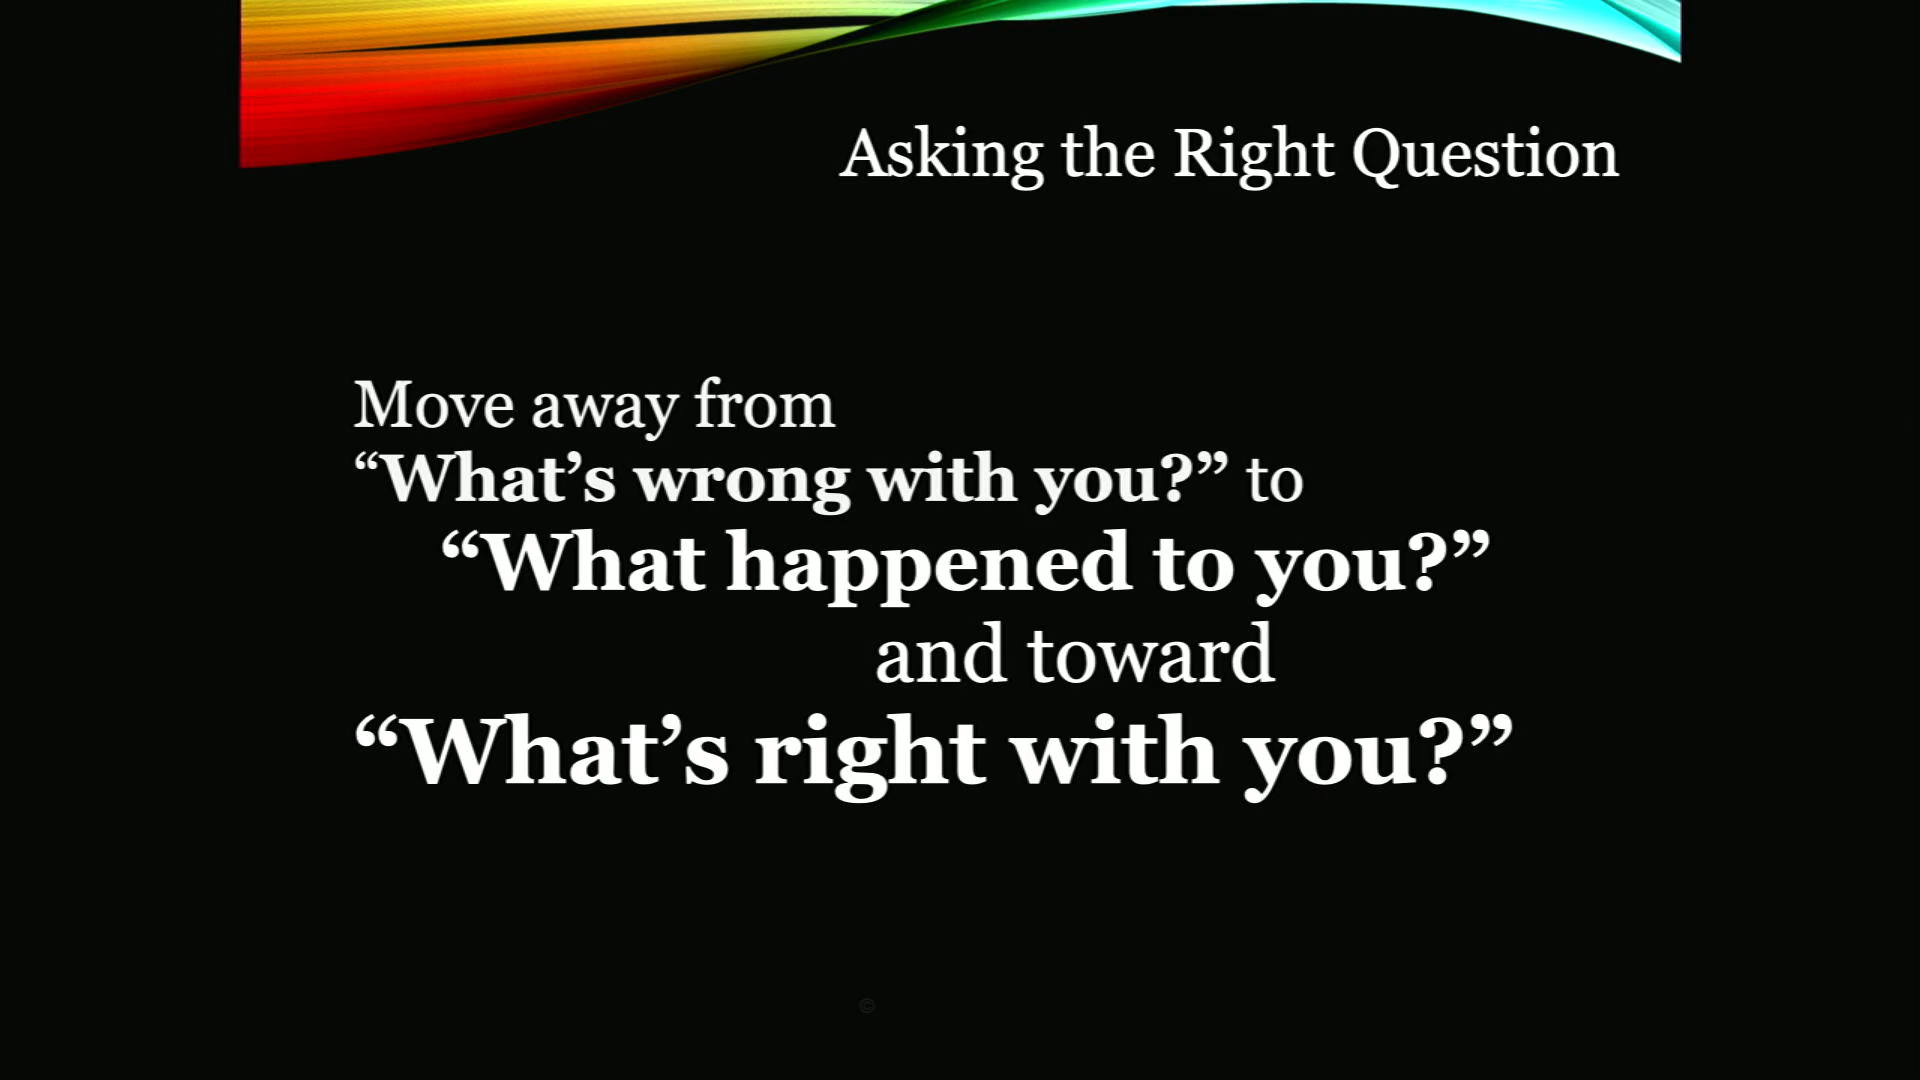 Asking the Right Question
Move away from
“What’s wrong with you?” to
“What happened to you?”
and toward
“What’s right with you?”
©